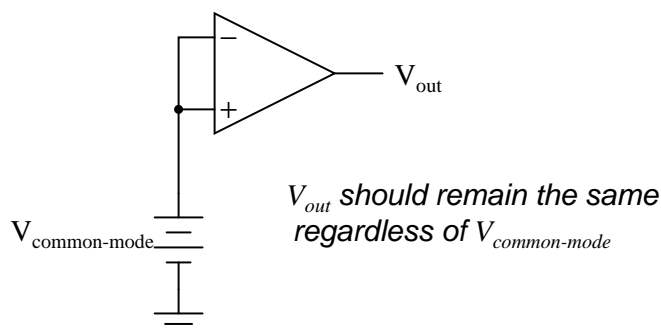 −
V_out
+
V_out should remain the same
V_common-mode
regardless of V_common-mode